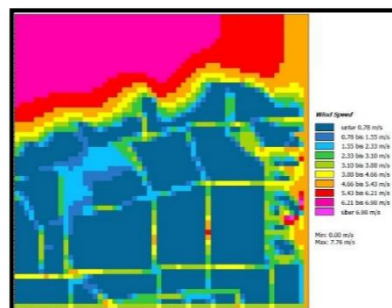 Wind Speed
unter 0.78 m/s
0.78 bis 1.55 m/s
1.55 bis 2.33 m/s
2.33 bis 3.10 m/s
3.10 bis 3.88 m/s
3.88 bis 4.66 m/s
4.66 bis 5.43 m/s
5.43 bis 6.21 m/s
6.21 bis 6.98 m/s
über 6.98 m/s
Min: 0.00 m/s
Max: 7.76 m/s